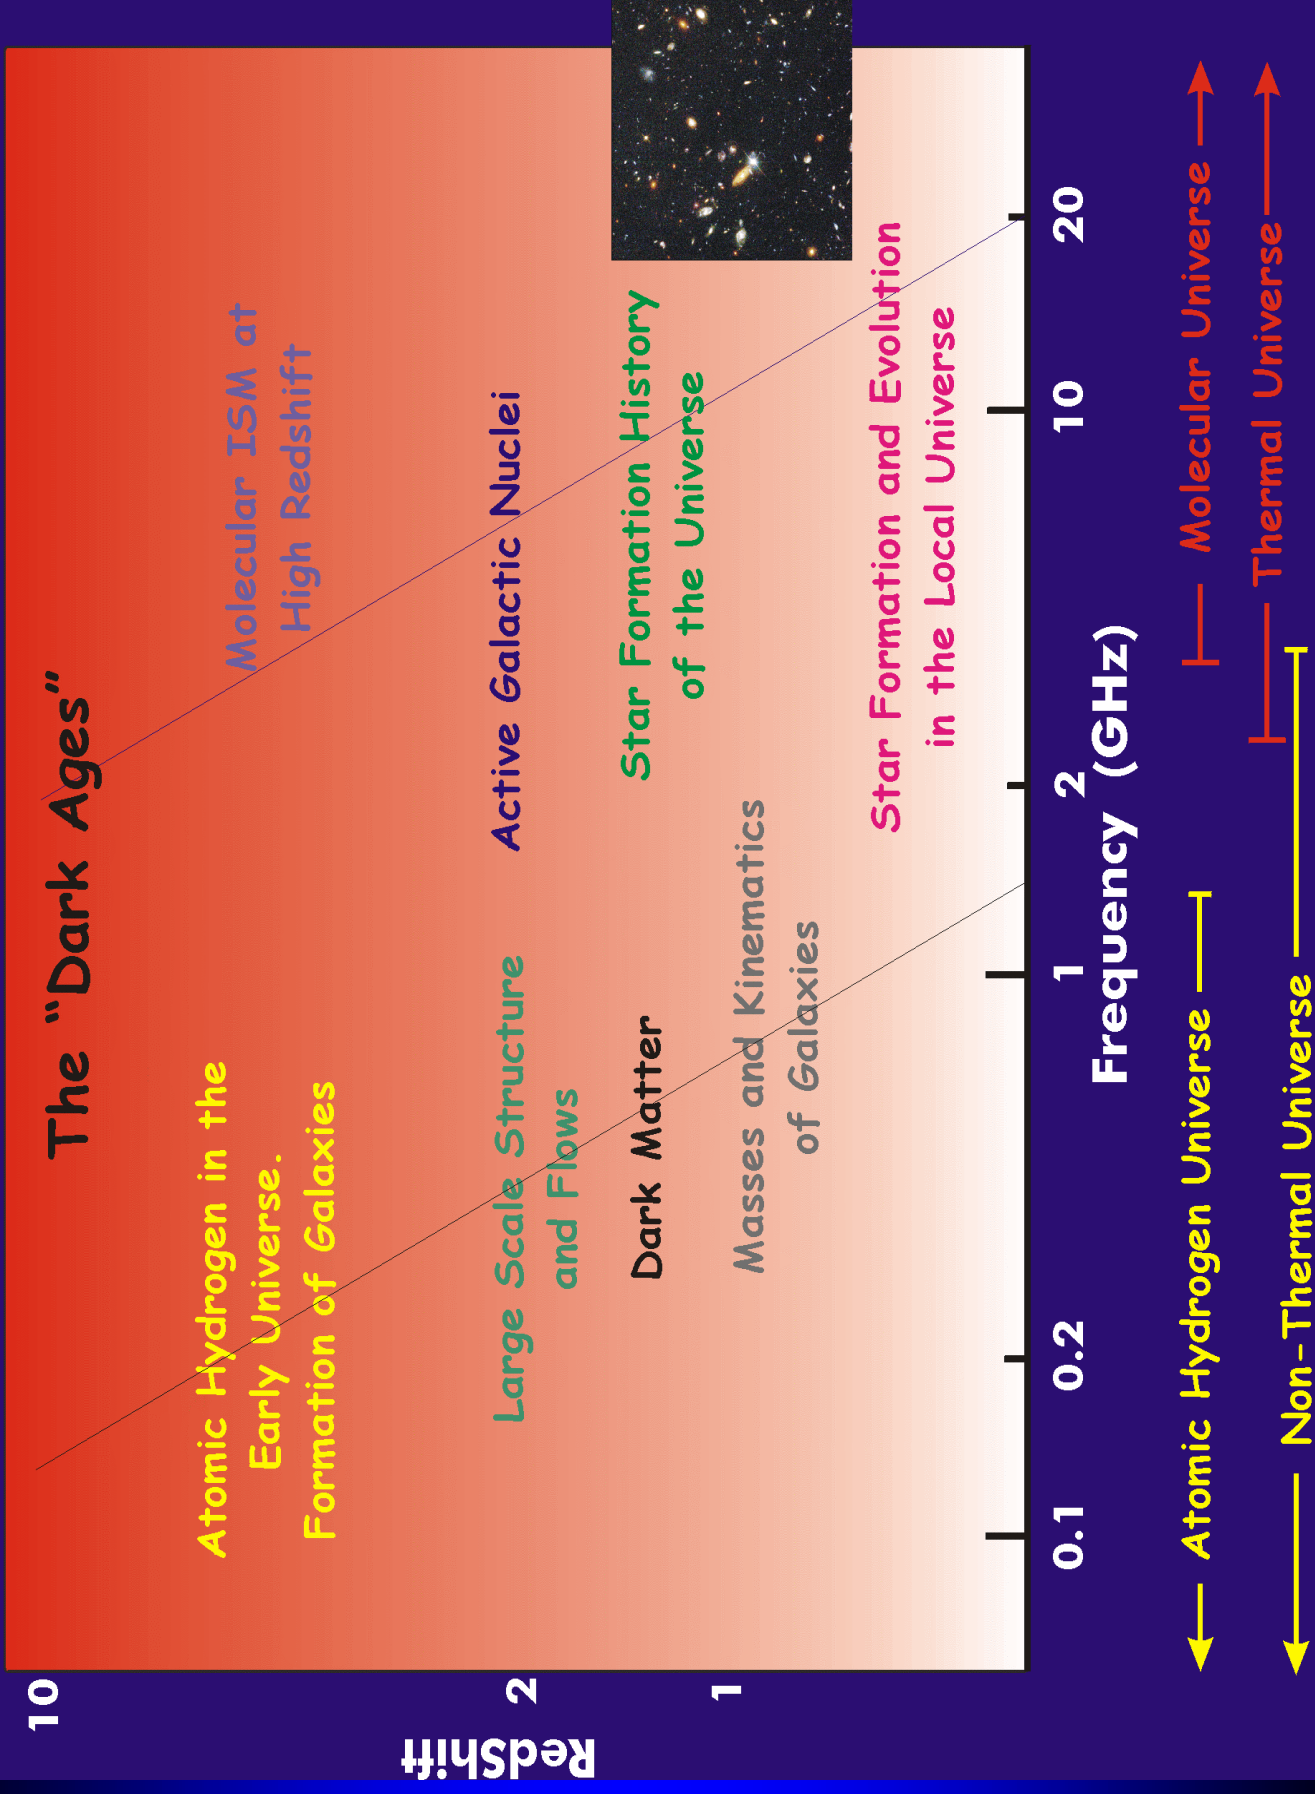 10
The “Dark Ages”
Atomic Hydrogen in the
Early Universe.
Formation of Galaxies
Molecular ISM at
High Redshift
RedShift
2
Large Scale Structure
and Flows
Active Galactic Nuclei
Dark Matter
Star Formation History
of the Universe
1
Masses and Kinematics
of Galaxies
Star Formation and Evolution
in the Local Universe
0.1
0.2
1
2
10
20
Frequency (GHz)
Atomic Hydrogen Universe
Molecular Universe
Thermal Universe
Non-Thermal Universe